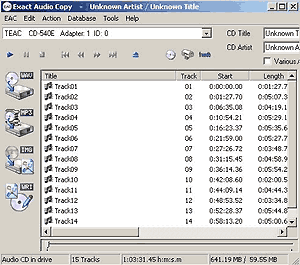 Exact Audio Copy - Unknown Artist / Unknown Title
File Edit Action Database Tools Help
TEAC CD-540E Adapter: 1 ID: 0
CD Title Unknown T
CD Artist Unknown A
Various A
WAV
MP3
IMG
WRI
Title Track Start Length
Track01 01 0:00:00.00 0:01:27.7
Track02 02 0:01:27.70 0:05:07.3
Track03 03 0:06:35.08 0:04:19.1
Track04 04 0:10:54.21 0:05:29.1
Track05 05 0:16:23.37 0:05:35.6
Track06 06 0:21:59.00 0:05:27.6
Track07 07 0:27:26.72 0:03:48.7
Track08 08 0:31:15.45 0:04:58.9
Track09 09 0:36:14.36 0:05:54.2
Track10 10 0:42:08.60 0:02:00.5
Track11 11 0:44:09.14 0:04:44.3
Track12 12 0:48:53.52 0:03:34.8
Track13 13 0:52:28.37 0:05:44.8
Track14 14 0:58:13.20 0:05:00.6
Audio CD in drive 15 Tracks 1:03:31.45 h:m:s.m 641.19 MB / 59.55 MB